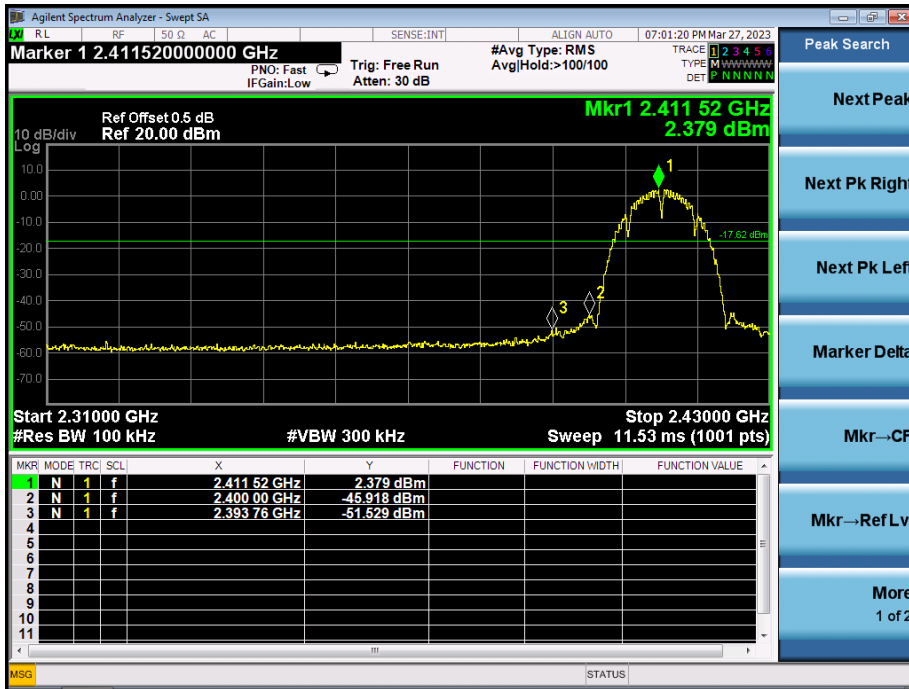 Agilent Spectrum Analyzer - Swept SA
LXI RL RF 50 Ω AC SENSE:INT ALIGN AUTO 07:01:20 PM Mar 27, 2023
Marker 1 2.411520000000 GHz
PNO: Fast
IFGain:Low
Trig: Free Run
Atten: 30 dB
#Avg Type: RMS
Avg|Hold:>100/100
TRACE 1 2 3 4 5 6
TYPE M WWWWW
DET P N N N N N
Peak Search
Next Peak
Next Pk Right
Next Pk Left
Marker Delta
Mkr→CF
Mkr→Ref Lv
More
1 of 2
Mkr1 2.411 52 GHz
2.379 dBm
Ref Offset 0.5 dB
10 dB/div Ref 20.00 dBm
Log
10.0
0.00
-10.0
-20.0
-30.0
-40.0
-50.0
-60.0
-70.0
1
2
3
-17.62 dBm
Start 2.31000 GHz Stop 2.43000 GHz
#Res BW 100 kHz #VBW 300 kHz Sweep 11.53 ms (1001 pts)
MKR MODE TRC SCL X Y FUNCTION FUNCTION WIDTH FUNCTION VALUE
1 N 1 f 2.411 52 GHz 2.379 dBm
2 N 1 f 2.400 00 GHz -45.918 dBm
3 N 1 f 2.393 76 GHz -51.529 dBm
4
5
6
7
8
9
10
11
MSG STATUS